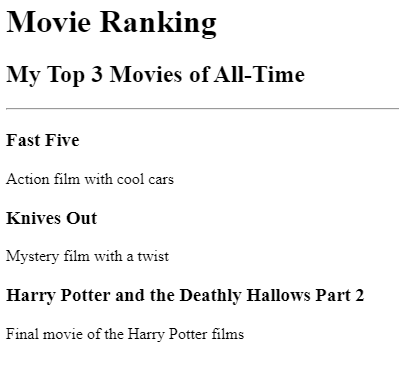 Movie Ranking
My Top 3 Movies of All-Time
Fast Five
Action film with cool cars
Knives Out
Mystery film with a twist
Harry Potter and the Deathly Hallows Part 2
Final movie of the Harry Potter films